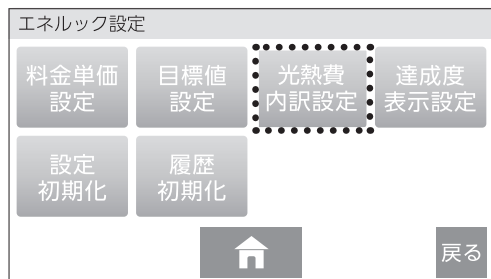 エネルック設定
料金単価
設定
目標値
設定
光熱費
内訳設定
達成度
表示設定
設定
初期化
履歴
初期化
戻る